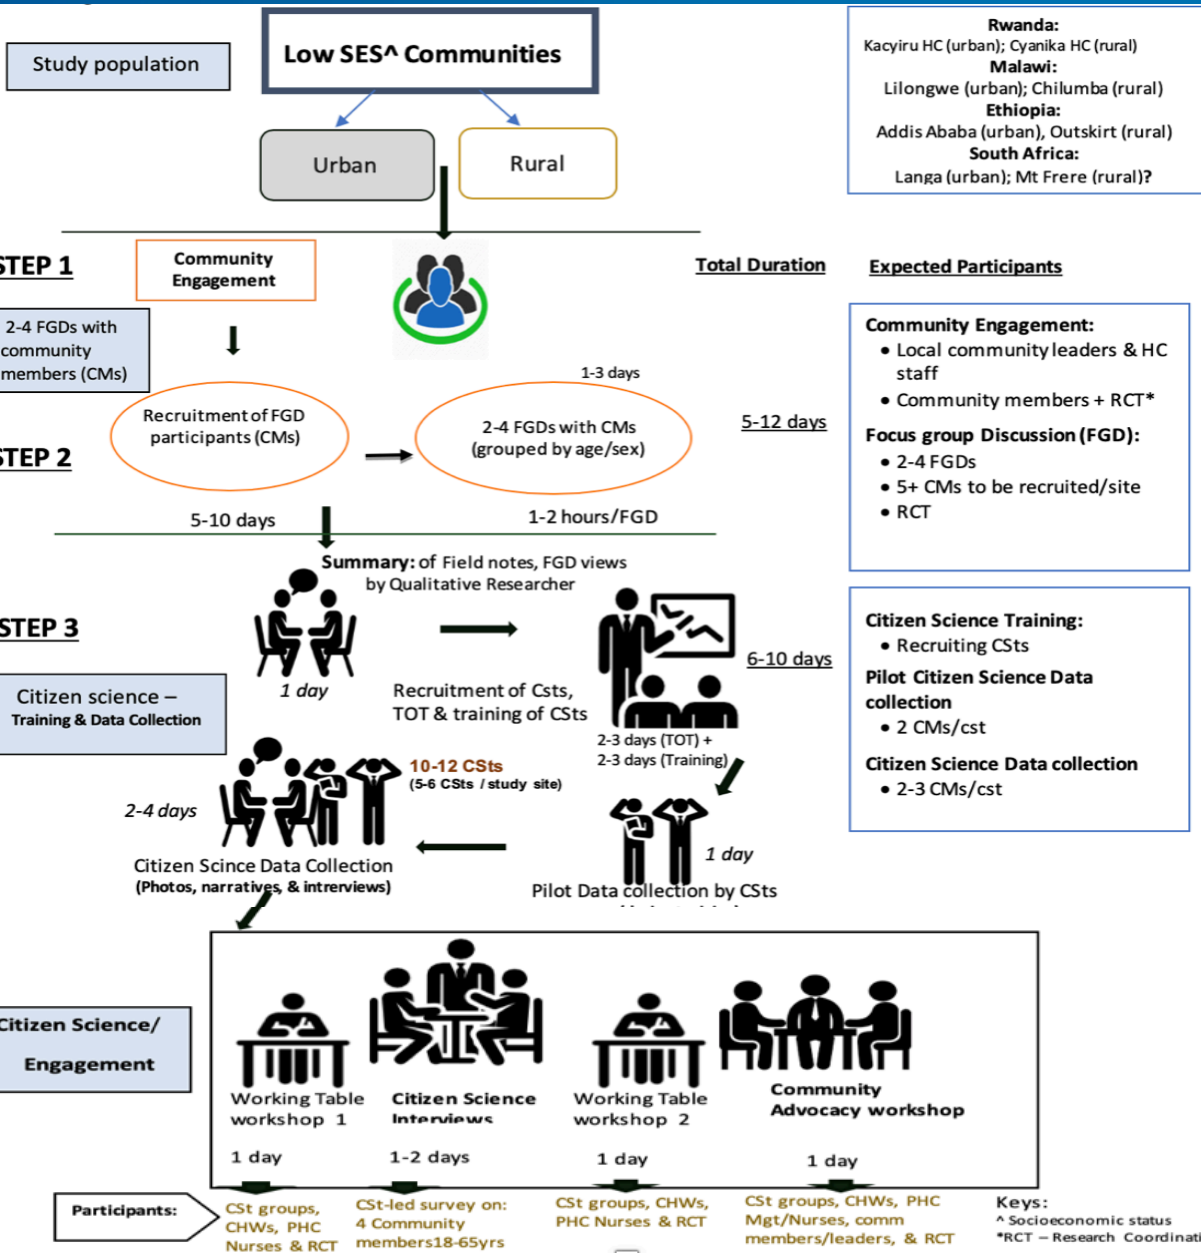 Study population
Low SES^ Communities
Urban
Rural
Rwanda:
Kacyiru HC (urban); Cyanika HC (rural)
Malawi:
Lilongwe (urban); Chilumba (rural)
Ethiopia:
Addis Ababa (urban), Outskirt (rural)
South Africa:
Langa (urban); Mt Frere (rural)?
STEP 1
Community
Engagement
Total Duration
Expected Participants
2-4 FGDs with
community
members (CMs)
Recruitment of FGD
participants (CMs)
1-3 days
2-4 FGDs with CMs
(grouped by age/sex)
5-12 days
Community Engagement:
• Local community leaders & HC
staff
• Community members + RCT*
Focus group Discussion (FGD):
• 2-4 FGDs
• 5+ CMs to be recruited/site
• RCT
STEP 2
5-10 days
1-2 hours/FGD
Summary: of Field notes, FGD views
by Qualitative Researcher
STEP 3
1 day
Recruitment of Csts,
TOT & training of CSts
2-3 days (TOT) +
2-3 days (Training)
6-10 days
Citizen Science Training:
• Recruiting CSts
Pilot Citizen Science Data
collection
• 2 CMs/cst
Citizen Science Data collection
• 2-3 CMs/cst
Citizen science –
Training & Data Collection
10-12 CSts
(5-6 CSts / study site)
2-4 days
Citizen Scince Data Collection
(Photos, narratives, & intrerviews)
1 day
Pilot Data collection by CSts
Citizen Science/
Engagement
Working Table
workshop 1
1 day
Citizen Science
Interviews
1-2 days
Working Table
workshop 2
1 day
Community
Advocacy workshop
1 day
Participants:
CSt groups,
CHWs, PHC
Nurses & RCT
CSt-led survey on:
4 Community
members18-65yrs
CSt groups, CHWs,
PHC Nurses & RCT
CSt groups, CHWs, PHC
Mgt/Nurses, comm
members/leaders, & RCT
Keys:
^ Socioeconomic status
*RCT – Research Coordinat